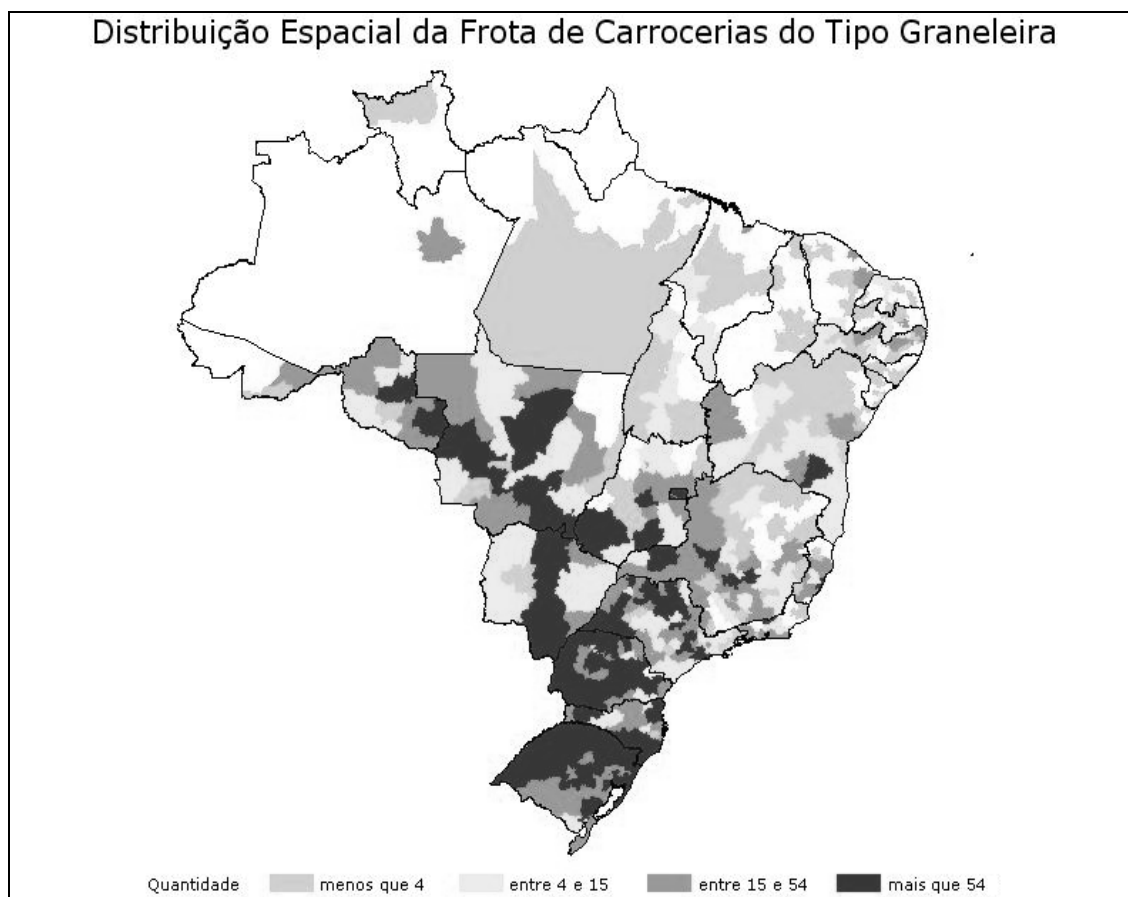 Distribuição Espacial da Frota de Carrocerias do Tipo Graneleira
Quantidade menos que 4 entre 4 e 15 entre 15 e 54 mais que 54